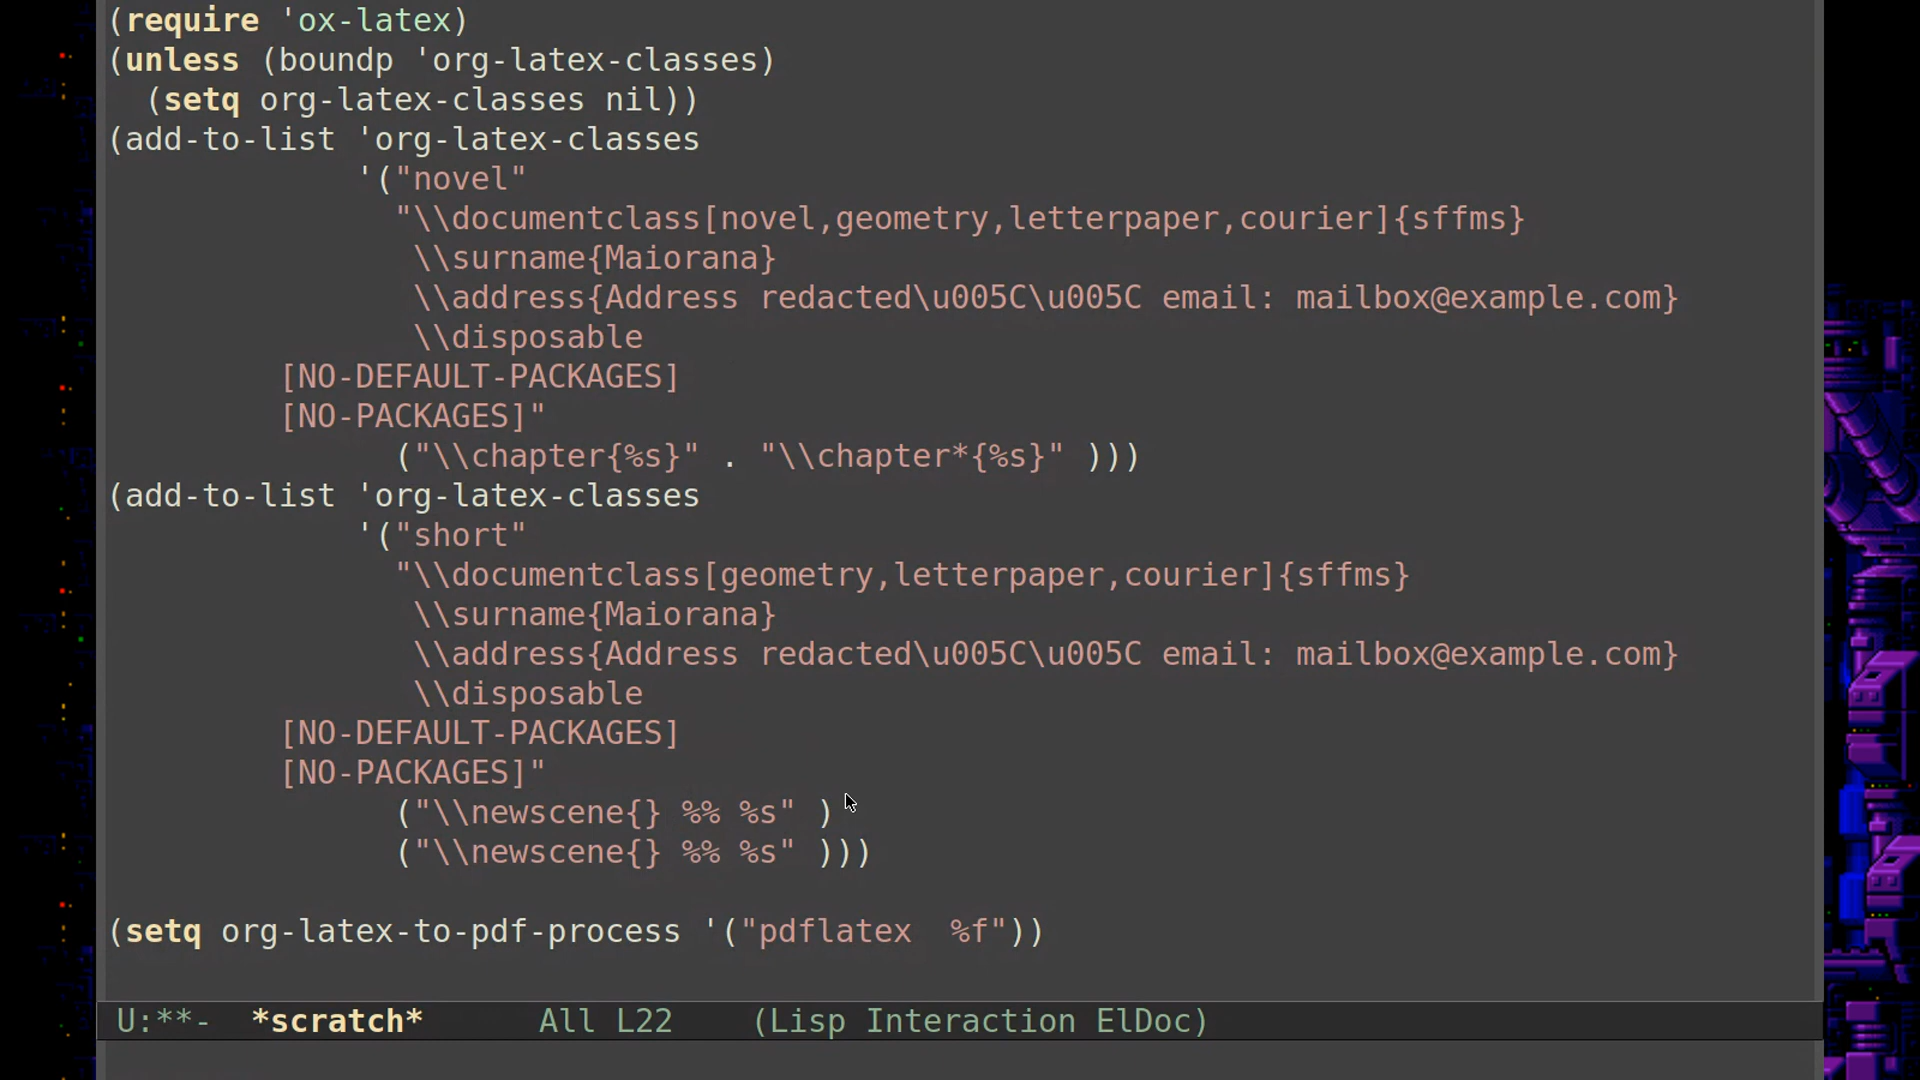 (require 'ox-latex)
(unless (boundp 'org-latex-classes)
  (setq org-latex-classes nil))
(add-to-list 'org-latex-classes
             '("novel"
               "\\documentclass[novel,geometry,letterpaper,courier]{sffms}
                \\surname{Maiorana}
                \\address{Address redacted\u005C\u005C email: mailbox@example.com}
                \\disposable
         [NO-DEFAULT-PACKAGES]
         [NO-PACKAGES]"
               ("\\chapter{%s}" . "\\chapter*{%s}" )))
(add-to-list 'org-latex-classes
             '("short"
               "\\documentclass[geometry,letterpaper,courier]{sffms}
                \\surname{Maiorana}
                \\address{Address redacted\u005C\u005C email: mailbox@example.com}
                \\disposable
         [NO-DEFAULT-PACKAGES]
         [NO-PACKAGES]"
               ("\\newscene{} %% %s" )
               ("\\newscene{} %% %s" )))

(setq org-latex-to-pdf-process '("pdflatex  %f"))
U:**-  *scratch*      All L22    (Lisp Interaction ElDoc)